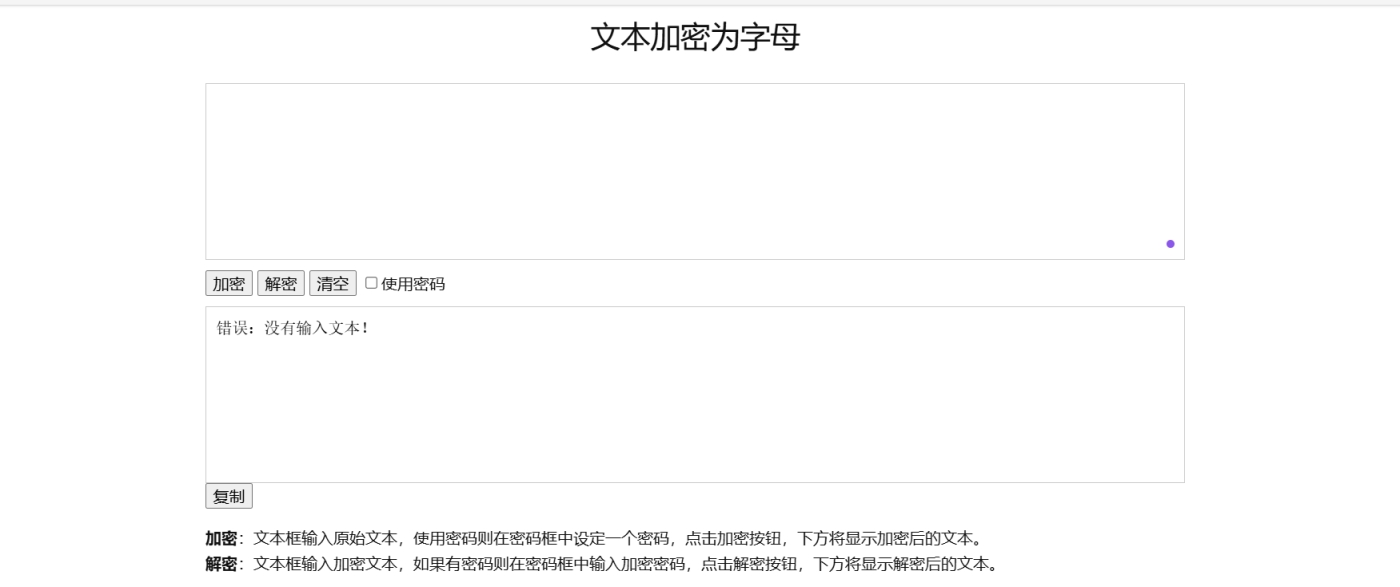 文本加密为字母
加密 解密 清空 使用密码
错误：没有输入文本！
复制
加密：文本框输入原始文本，使用密码则在密码框中设定一个密码，点击加密按钮，下方将显示加密后的文本。
解密：文本框输入加密文本，如果有密码则在密码框中输入加密密码，点击解密按钮，下方将显示解密后的文本。